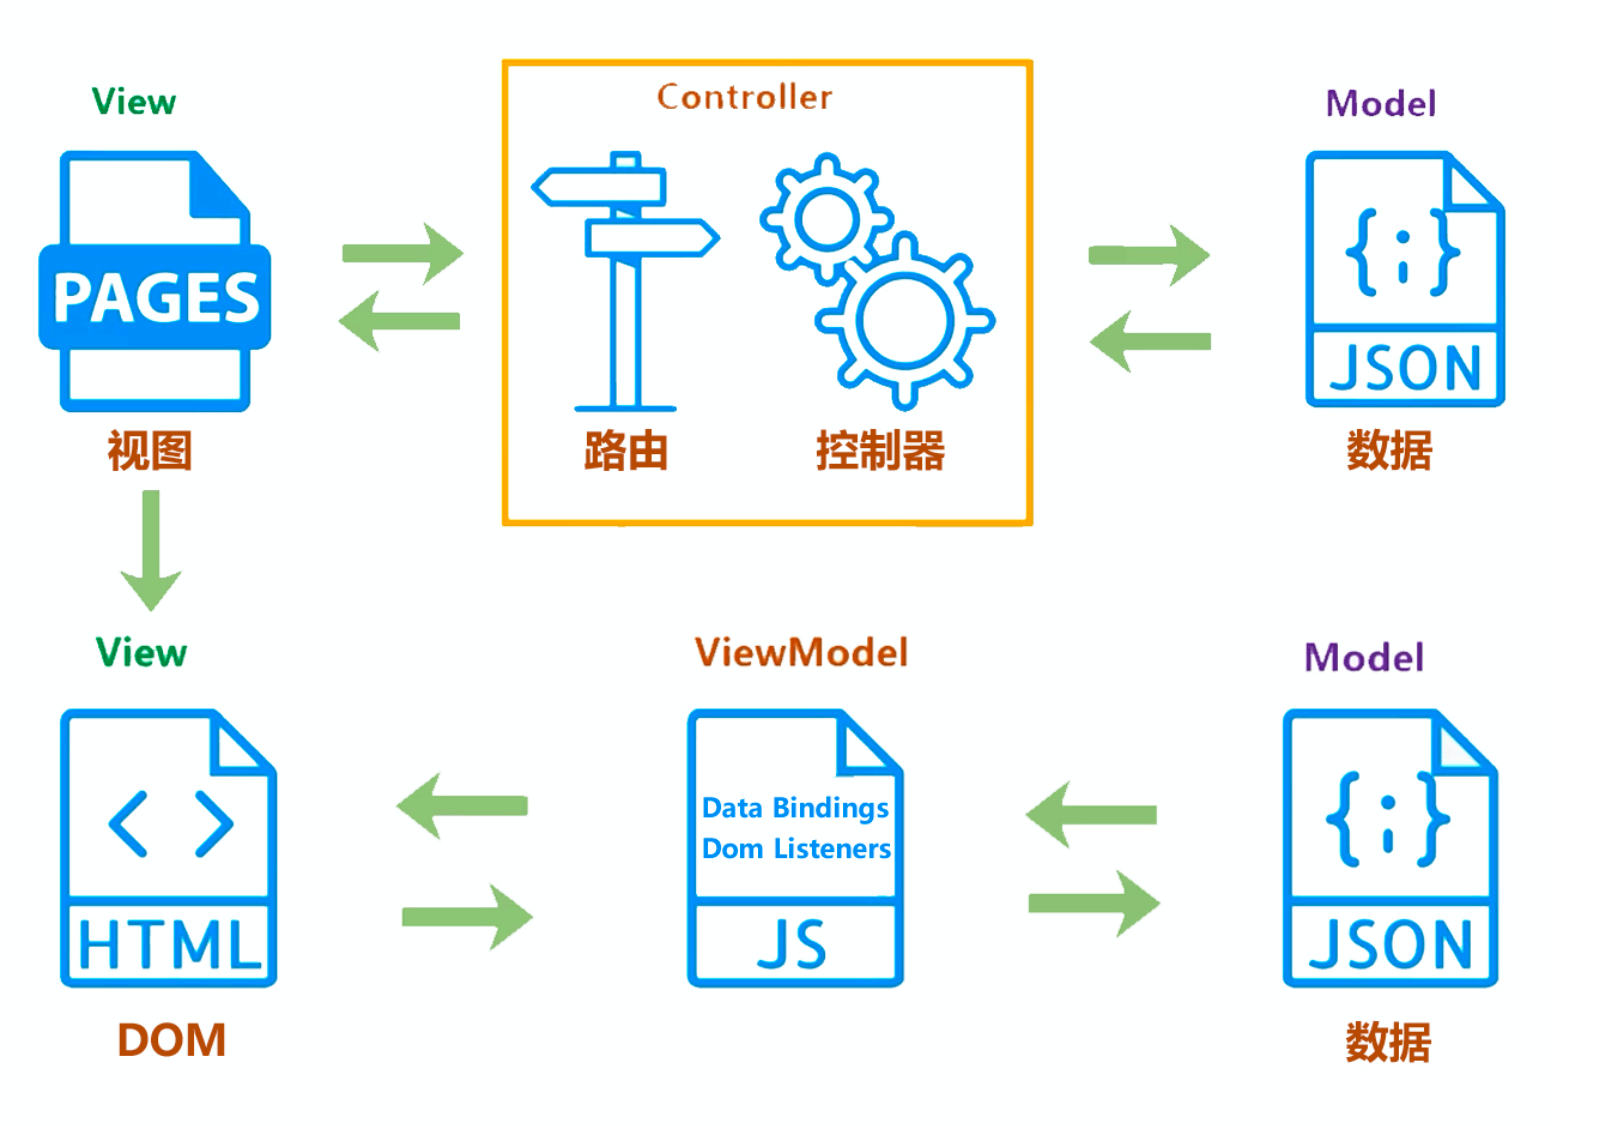 View
Controller
Model
PAGES
{;}
JSON
视图
路由
控制器
数据
View
ViewModel
Model
< >
Data Bindings
Dom Listeners
{;}
HTML
JS
JSON
DOM
数据